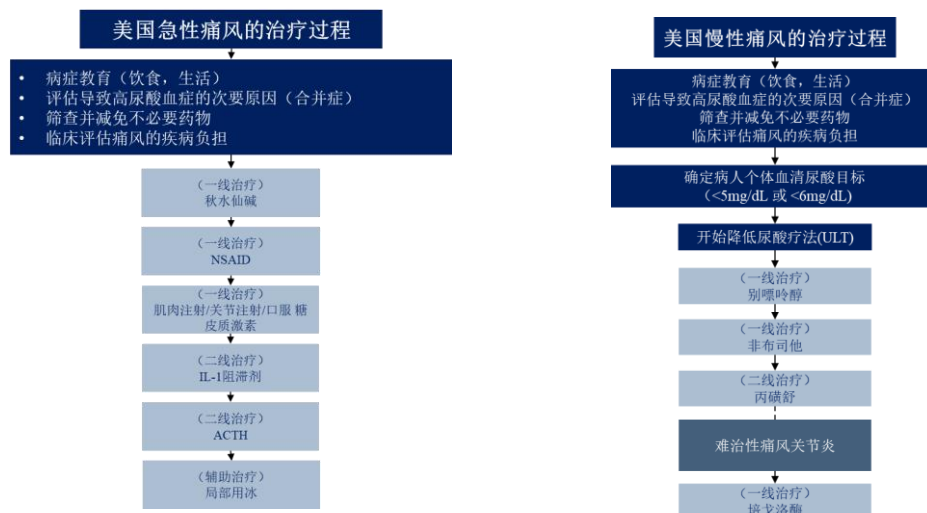 美国急性痛风的治疗过程
• 病症教育（饮食，生活）
• 评估导致高尿酸血症的次要原因（合并症）
• 筛查并减免不必要药物
• 临床评估痛风的疾病负担
（一线治疗）
秋水仙碱
（一线治疗）
NSAID
（一线治疗）
肌肉注射/关节注射/口服 糖
皮质激素
（二线治疗）
IL-1阻滞剂
（二线治疗）
ACTH
（辅助治疗）
局部用冰
美国慢性痛风的治疗过程
病症教育（饮食，生活）
评估导致高尿酸血症的次要原因（合并症）
筛查并减免不必要药物
临床评估痛风的疾病负担
确定病人个体血清尿酸目标
（<5mg/dL 或 <6mg/dL)
开始降低尿酸疗法(ULT)
（一线治疗）
别嘌呤醇
（一线治疗）
非布司他
（二线治疗）
丙磺舒
难治性痛风关节炎
（一线治疗）
培戈洛酶